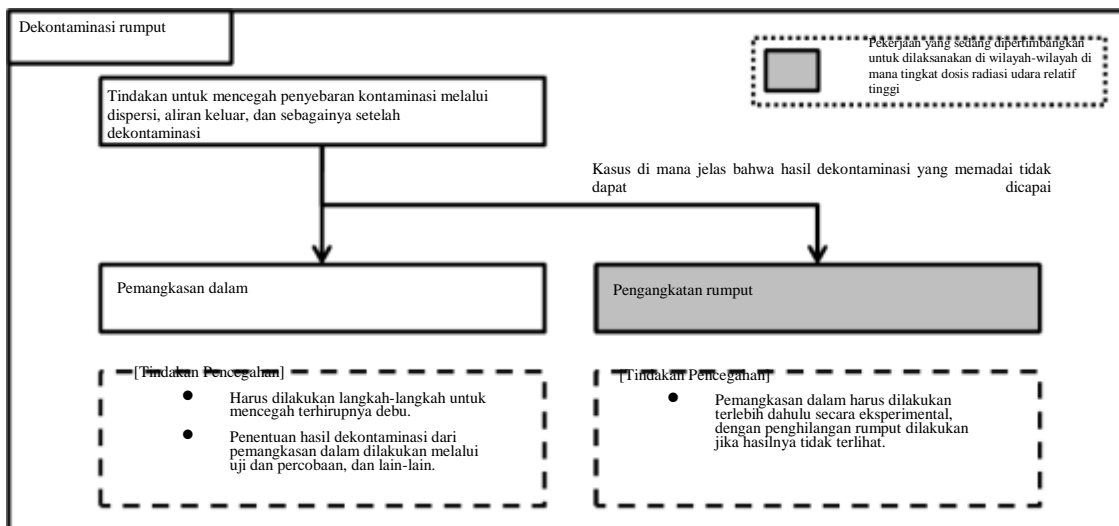 Dekontaminasi rumput
Pekerjaan yang sedang dipertimbangkan
untuk dilaksanakan di wilayah-wilayah di
mana tingkat dosis radiasi udara relatif
tinggi
Tindakan untuk mencegah penyebaran kontaminasi melalui
dispersi, aliran keluar, dan sebagainya setelah
dekontaminasi
Kasus di mana jelas bahwa hasil dekontaminasi yang memadai tidak
dapat dicapai
Pemangkasan dalam
Pengangkatan rumput
[Tindakan Pencegahan]
● Harus dilakukan langkah-langkah untuk
mencegah terhirupnya debu.
● Penentuan hasil dekontaminasi dari
pemangkasan dalam dilakukan melalui
uji dan percobaan, dan lain-lain.
[Tindakan Pencegahan]
● Pemangkasan dalam harus dilakukan
terlebih dahulu secara eksperimental,
dengan penghilangan rumput dilakukan
jika hasilnya tidak terlihat.